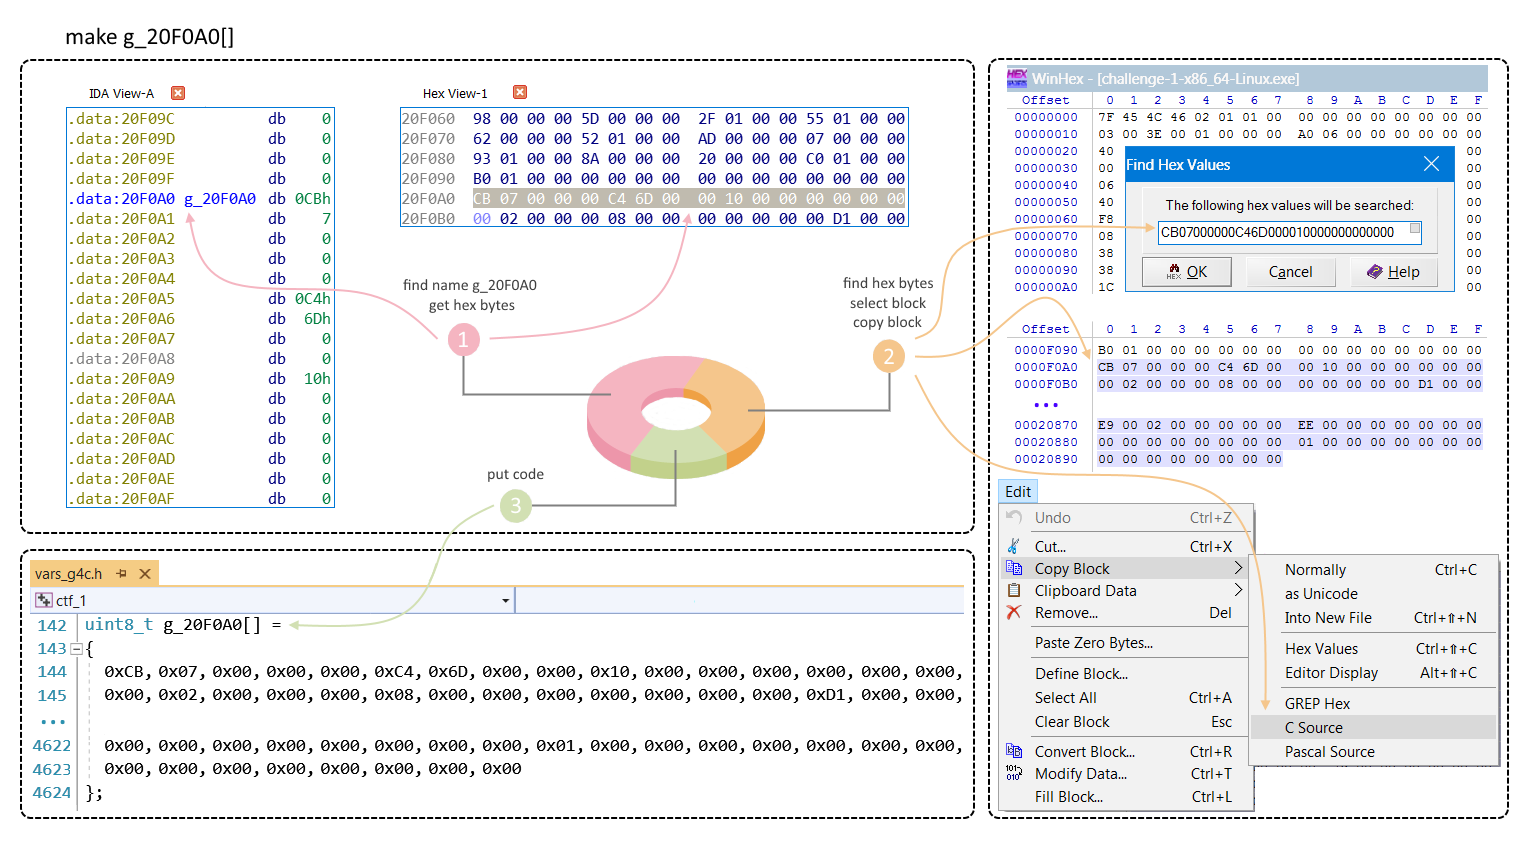 make g_20F0A0[]
IDA View-A
.data:20F09C db 0
.data:20F09D db 0
.data:20F09E db 0
.data:20F09F db 0
.data:20F0A0 g_20F0A0 db 0CBh
.data:20F0A1 db 7
.data:20F0A2 db 0
.data:20F0A3 db 0
.data:20F0A4 db 0
.data:20F0A5 db 0C4h
.data:20F0A6 db 6Dh
.data:20F0A7 db 0
.data:20F0A8 db 0
.data:20F0A9 db 10h
.data:20F0AA db 0
.data:20F0AB db 0
.data:20F0AC db 0
.data:20F0AD db 0
.data:20F0AE db 0
.data:20F0AF db 0
Hex View-1
20F060 98 00 00 00 5D 00 00 00 2F 01 00 00 55 01 00 00
20F070 62 00 00 00 52 01 00 00 AD 00 00 00 07 00 00 00
20F080 93 01 00 00 8A 00 00 00 20 00 00 00 C0 01 00 00
20F090 B0 01 00 00 00 00 00 00 00 00 00 00 00 00 00 00
20F0A0 CB 07 00 00 00 C4 6D 00 00 10 00 00 00 00 00 00
20F0B0 00 02 00 00 00 08 00 00 00 00 00 00 00 D1 00 00
find name g_20F0A0
get hex bytes
1
find hex bytes
select block
copy block
2
put code
3
vars_g4c.h
ctf_1
142 uint8_t g_20F0A0[] =
143 {
144 0xCB, 0x07, 0x00, 0x00, 0x00, 0xC4, 0x6D, 0x00, 0x00, 0x10, 0x00, 0x00, 0x00, 0x00, 0x00, 0x00,
145 0x00, 0x02, 0x00, 0x00, 0x00, 0x08, 0x00, 0x00, 0x00, 0x00, 0x00, 0x00, 0x00, 0xD1, 0x00, 0x00,
...
4622 0x00, 0x00, 0x00, 0x00, 0x00, 0x00, 0x00, 0x00, 0x01, 0x00, 0x00, 0x00, 0x00, 0x00, 0x00, 0x00,
4623 0x00, 0x00, 0x00, 0x00, 0x00, 0x00, 0x00, 0x00
4624 };
HEX WinHex - [challenge-1-x86_64-Linux.exe]
Offset 0 1 2 3 4 5 6 7 8 9 A B C D E F
00000000 7F 45 4C 46 02 01 01 00 00 00 00 00 00 00 00 00
00000010 03 00 3E 00 01 00 00 00 A0 06 00 00 00 00 00 00
00000020 40 00
00000030 00 00
00000040 06 00
00000050 40 00
00000060 F8 00
00000070 08 00
00000080 38 00
00000090 38 00
000000A0 1C 00
Find Hex Values
The following hex values will be searched:
CB07000000C46D000010000000000000
HEX OK
Cancel
Help
Offset 0 1 2 3 4 5 6 7 8 9 A B C D E F
0000F090 B0 01 00 00 00 00 00 00 00 00 00 00 00 00 00 00
0000F0A0 CB 07 00 00 00 C4 6D 00 00 10 00 00 00 00 00 00
0000F0B0 00 02 00 00 00 08 00 00 00 00 00 00 00 D1 00 00
...
00020870 E9 00 02 00 00 00 00 00 EE 00 00 00 00 00 00 00
00020880 00 00 00 00 00 00 00 00 01 00 00 00 00 00 00 00
00020890 00 00 00 00 00 00 00 00
Edit
Undo Ctrl+Z
Cut... Ctrl+X
Copy Block
Clipboard Data
Remove... Del
Paste Zero Bytes...
Define Block...
Select All Ctrl+A
Clear Block Esc
Convert Block... Ctrl+R
Modify Data... Ctrl+T
Fill Block... Ctrl+L
Normally Ctrl+C
as Unicode
Into New File Ctrl+⇧+N
Hex Values Ctrl+⇧+C
Editor Display Alt+⇧+C
GREP Hex
C Source
Pascal Source